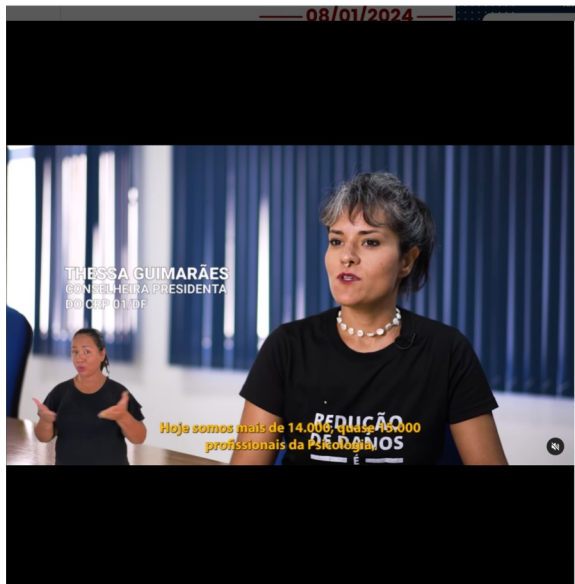 08/01/2024
THESSA GUIMARÃES
CONSELHEIRA PRESIDENTA
DO CRP 01/DF
Hoje somos mais de 14.000, quase 15.000
profissionais da Psicologia,
REDUÇÃO
DE DANOS
É